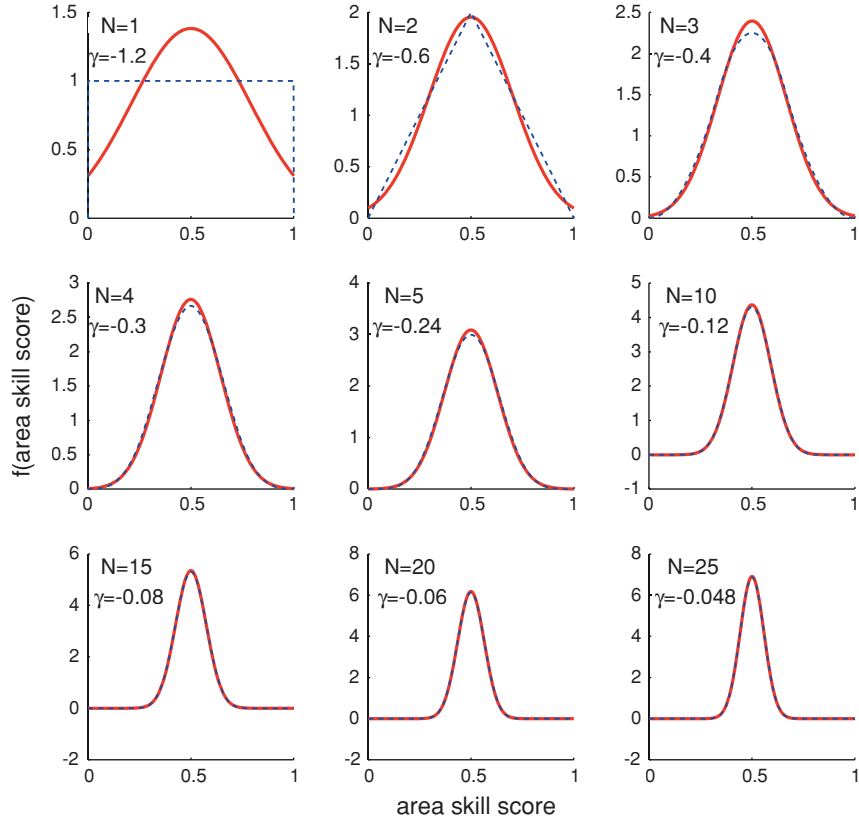 N=1
γ=-1.2
1.5
1
0.5
0
0 0.5 1
N=2
γ=-0.6
2
1.5
1
0.5
0
0 0.5 1
N=3
γ=-0.4
2.5
2
1.5
1
0.5
0
0 0.5 1
f(area skill score)
N=4
γ=-0.3
3
2.5
2
1.5
1
0.5
0
0 0.5 1
N=5
γ=-0.24
4
3
2
1
0
0 0.5 1
N=10
γ=-0.12
5
4
3
2
1
0
-1
0 0.5 1
N=15
γ=-0.08
6
4
2
0
-2
0 0.5 1
N=20
γ=-0.06
8
6
4
2
0
-2
0 0.5 1
N=25
γ=-0.048
8
6
4
2
0
-2
0 0.5 1
area skill score